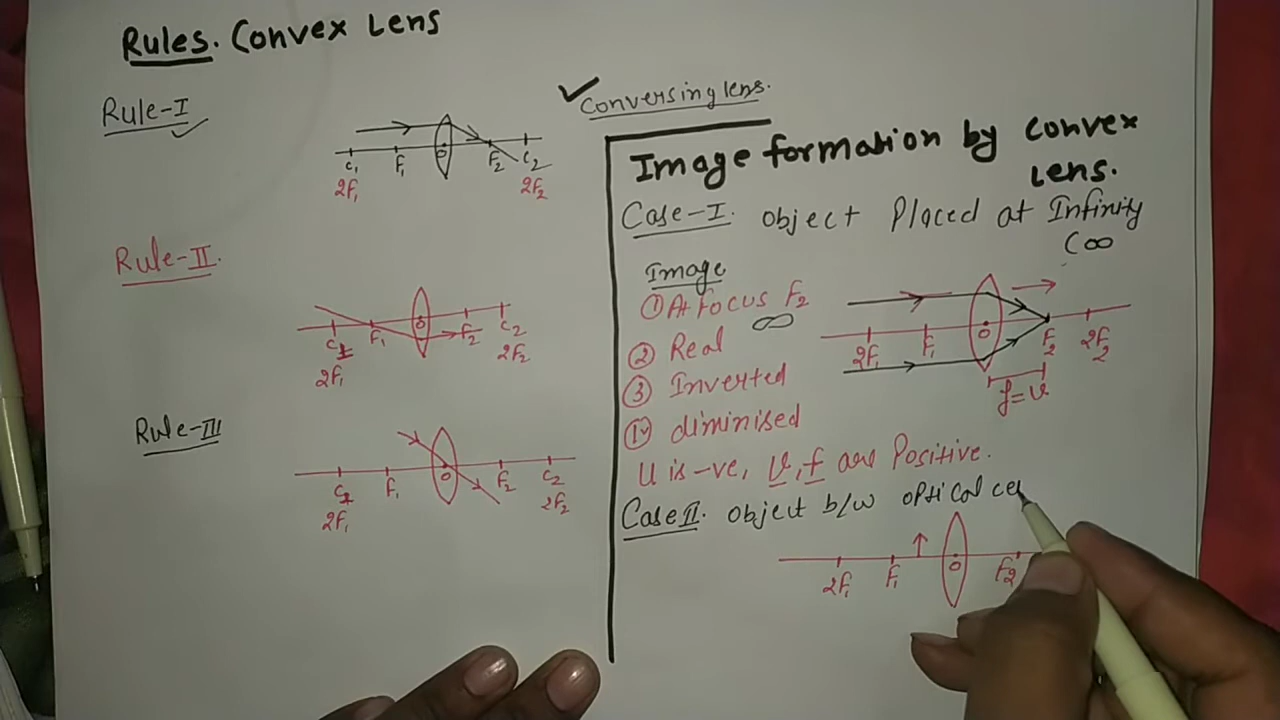 Rules. Convex Lens
Rule-I
O
C₁ F₁ F₂ C₂
2F₁ 2F₂
Rule-II.
O
C₁ F₁ F₂ C₂
2F₁ 2F₂
Rule-III
O
C₁ F₁ F₂ C₂
2F₁ 2F₂
✓ Conversing lens.
Image formation by convex
Lens.
Case-I. object Placed at Infinity
(∞
Image
① At Focus F₂
∞
② Real
③ Inverted
④ diminised
2F₁ F₁ O F₂ 2F₂
f=v
U is -ve, v, f are Positive.
Case II. object b/w optical cen
2F₁ F₁ O F₂